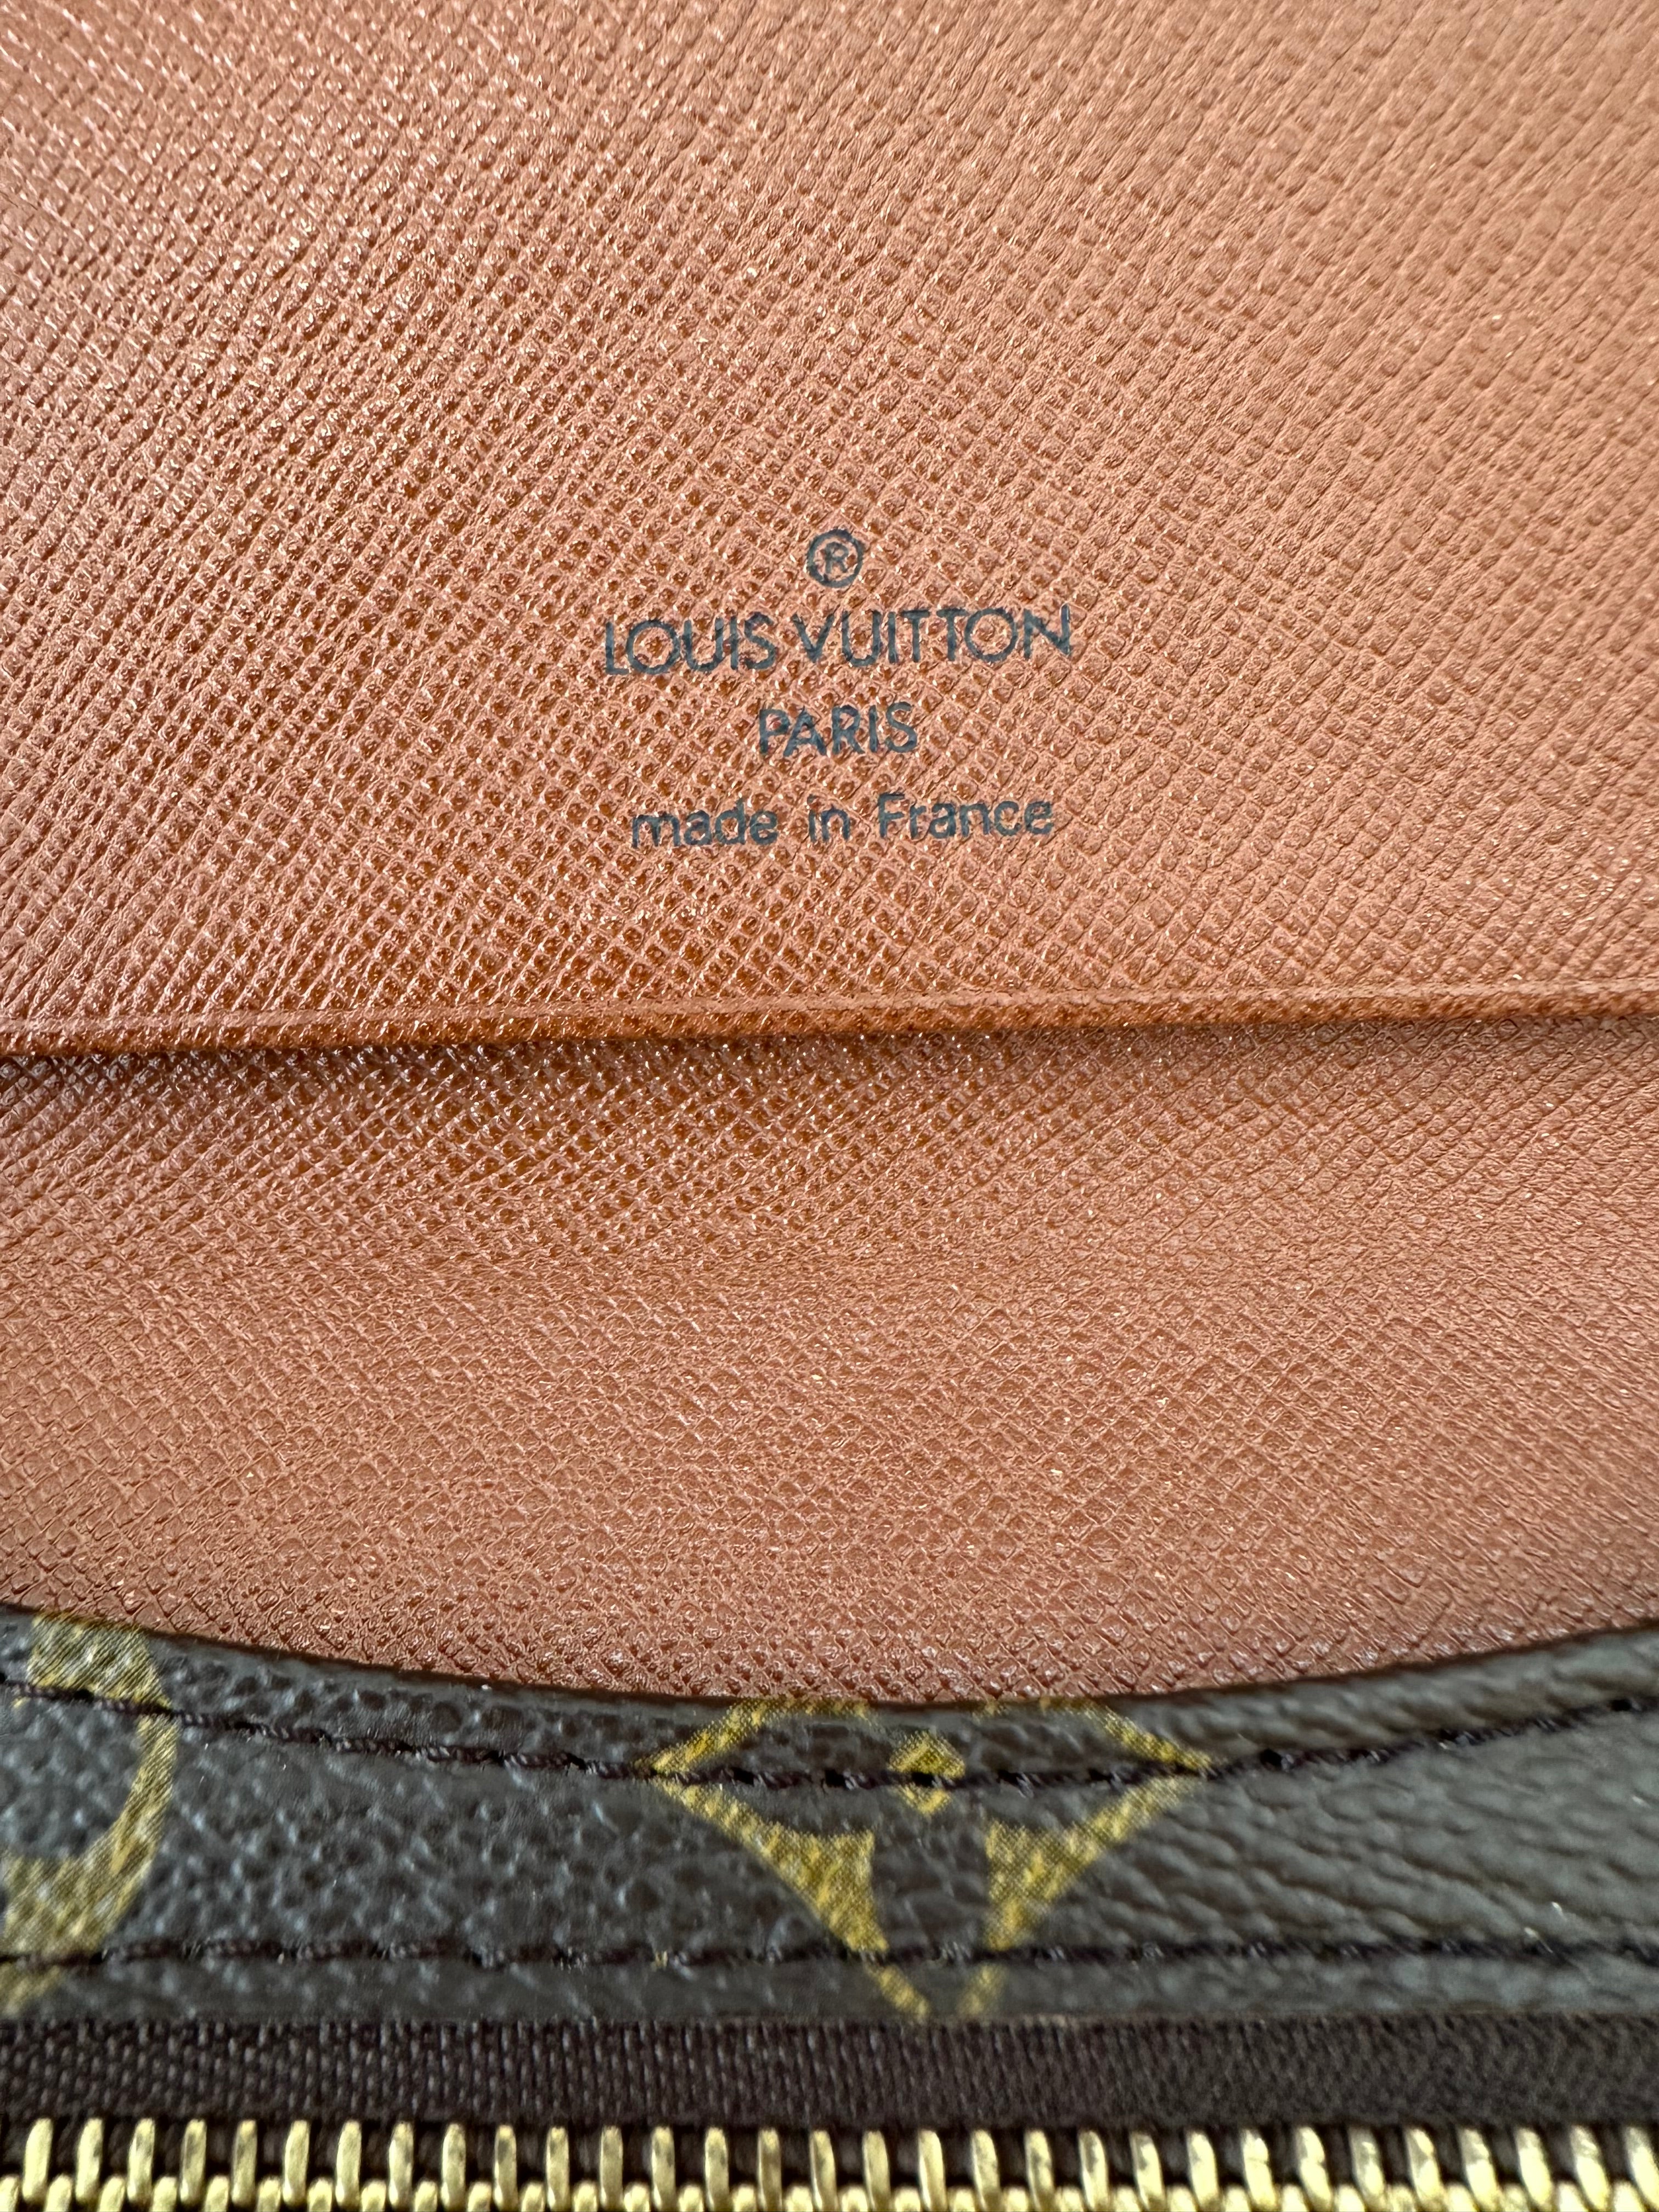 ®
LOUIS VUITTON
PARIS
made in France